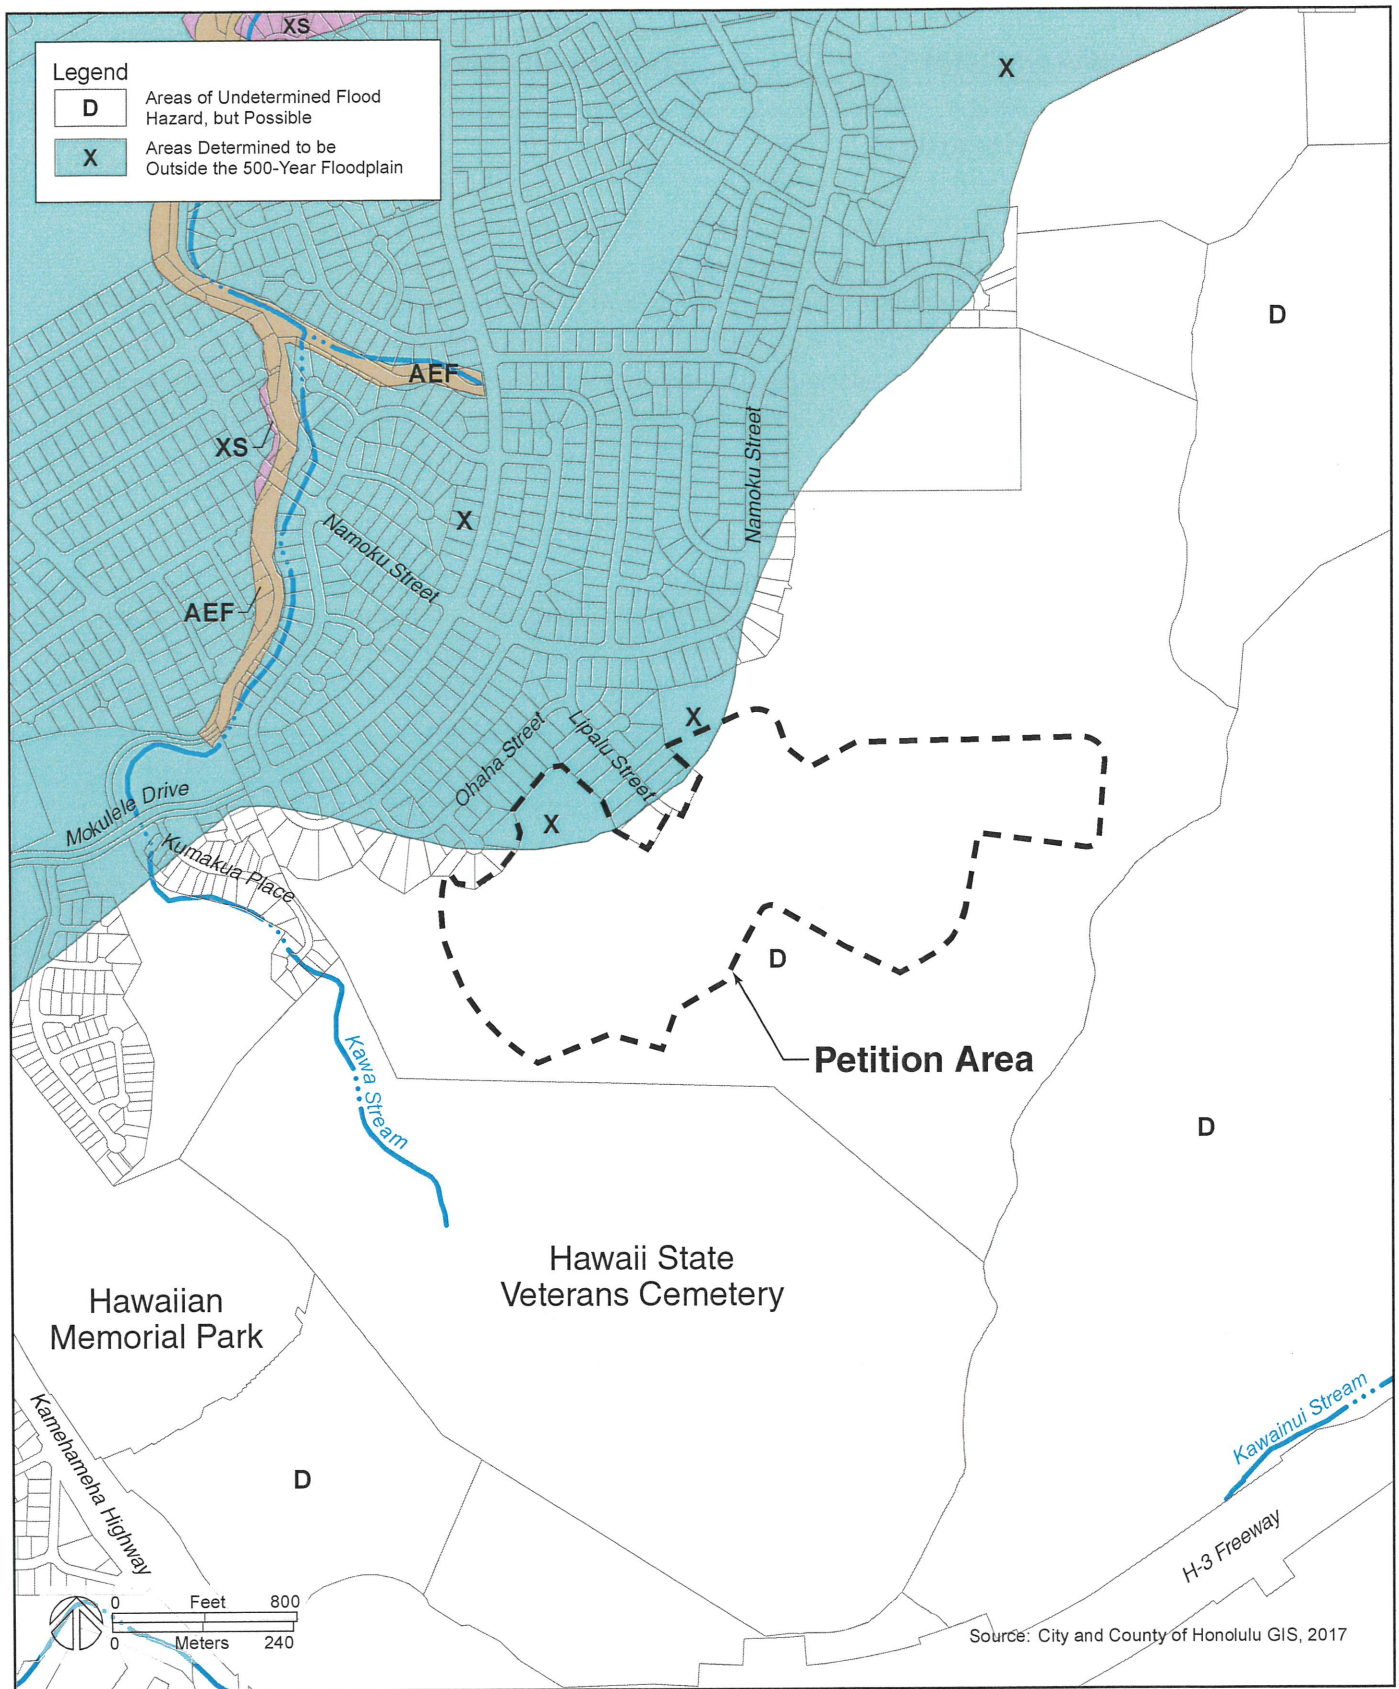 XS
Legend
D
Areas of Undetermined Flood
Hazard, but Possible
X
Areas Determined to be
Outside the 500-Year Floodplain
X
D
AEF
XS
Namoku Street
X
Namoku Street
AEF
X
Ohaha Street
Lipalu Street
Mokulele Drive
X
Kumakua Place
D
Petition Area
Kawa Stream
D
Hawaii State
Veterans Cemetery
Hawaiian
Memorial Park
Kamehameha Highway
Kawainui Stream
D
H-3 Freeway
0 Feet 800
0 Meters 240
Source: City and County of Honolulu GIS, 2017